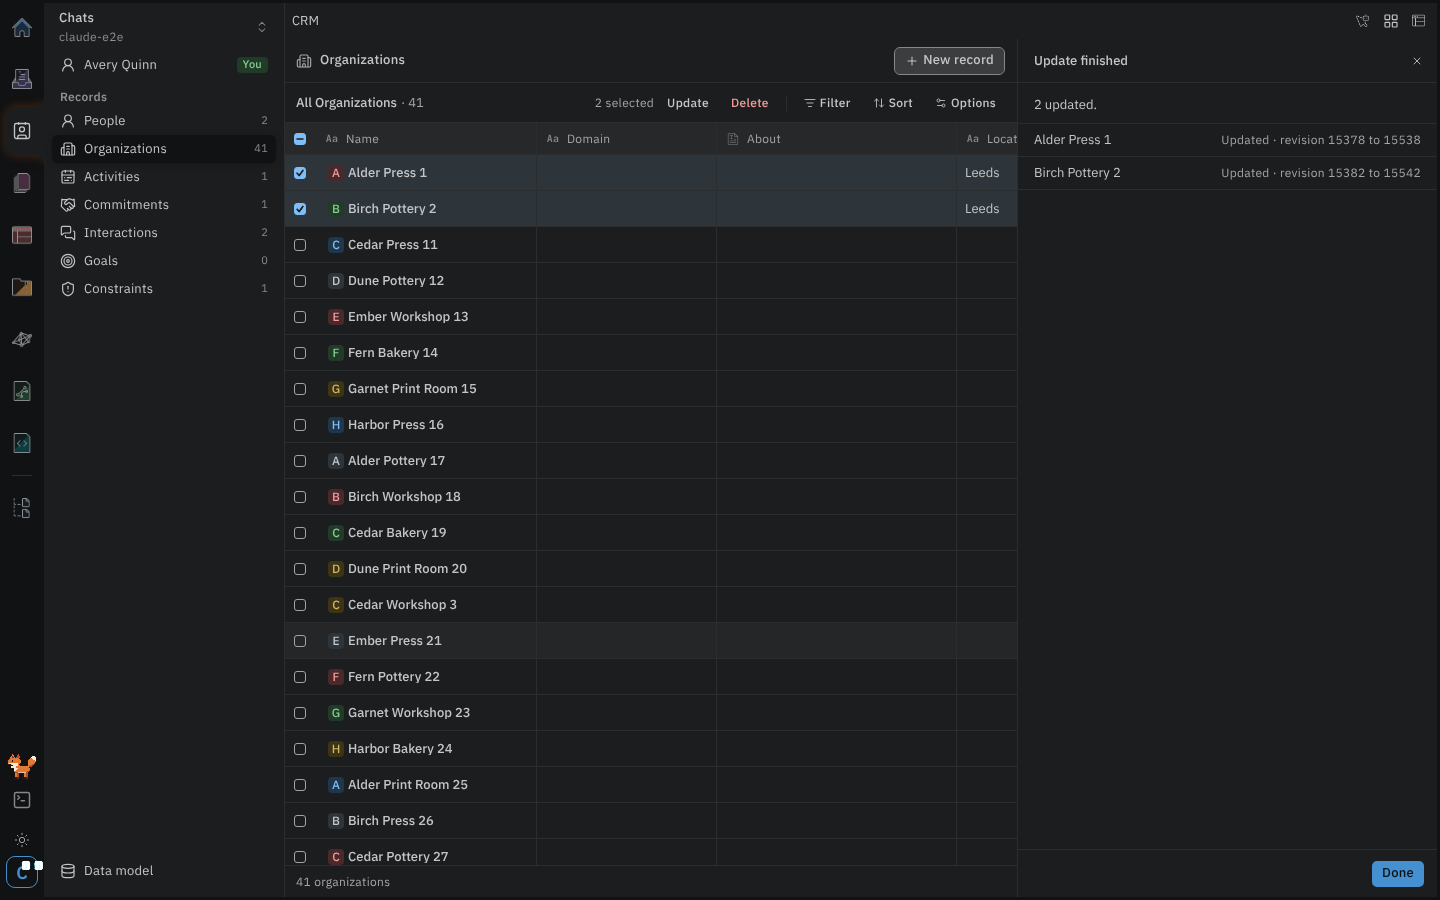 Chats
claude-e2e
Avery Quinn You
Records
People 2
Organizations 41
Activities 1
Commitments 1
Interactions 2
Goals 0
Constraints 1
Data model
C
CRM
Organizations
New record
All Organizations · 41 2 selected Update Delete Filter Sort Options
Aa Name Aa Domain About Aa Locat
A Alder Press 1 Leeds
B Birch Pottery 2 Leeds
C Cedar Press 11
D Dune Pottery 12
E Ember Workshop 13
F Fern Bakery 14
G Garnet Print Room 15
H Harbor Press 16
A Alder Pottery 17
B Birch Workshop 18
C Cedar Bakery 19
D Dune Print Room 20
C Cedar Workshop 3
E Ember Press 21
F Fern Pottery 22
G Garnet Workshop 23
H Harbor Bakery 24
A Alder Print Room 25
B Birch Press 26
C Cedar Pottery 27
41 organizations
Update finished
2 updated.
Alder Press 1 Updated · revision 15378 to 15538
Birch Pottery 2 Updated · revision 15382 to 15542
Done